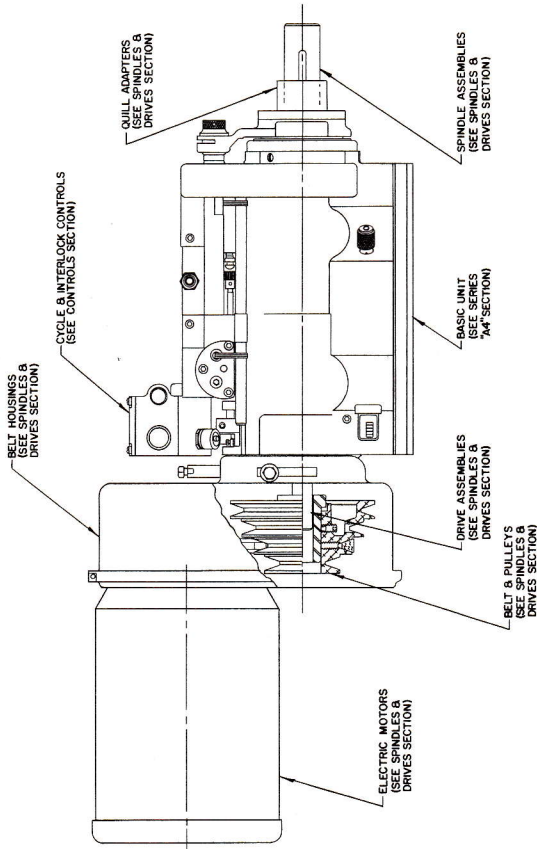 BELT HOUSINGS
(SEE SPINDLES &
DRIVES SECTION)
CYCLE & INTERLOCK CONTROLS
(SEE CONTROLS SECTION)
QUILL ADAPTERS
(SEE SPINDLES &
DRIVES SECTION)
ELECTRIC MOTORS
(SEE SPINDLES &
DRIVES SECTION)
BELT & PULLEYS
(SEE SPINDLES &
DRIVES SECTION)
DRIVE ASSEMBLIES
(SEE SPINDLES &
DRIVES SECTION)
BASIC UNIT
(SEE SERIES
"A4" SECTION)
SPINDLE ASSEMBLIES
(SEE SPINDLES &
DRIVES SECTION)